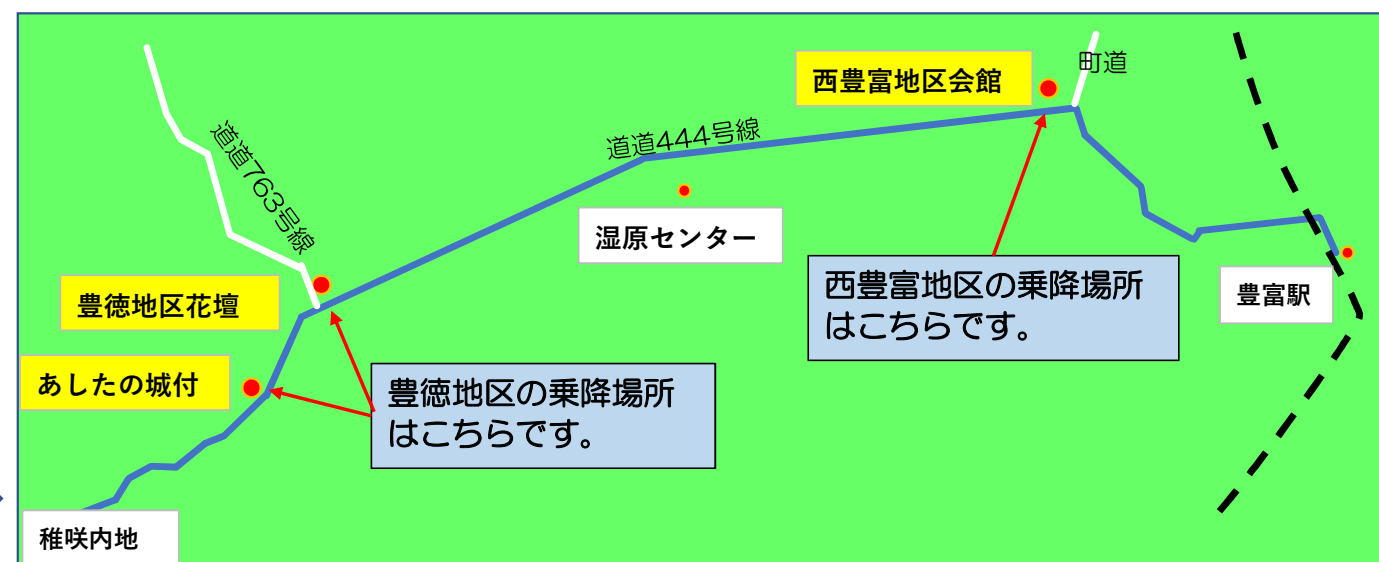 町道
西豊富地区会館
道道444号線
道道763号線
湿原センター
西豊富地区の乗降場所
はこちらです。
豊富駅
豊徳地区花壇
あしたの城付
豊徳地区の乗降場所
はこちらです。
稚咲内地